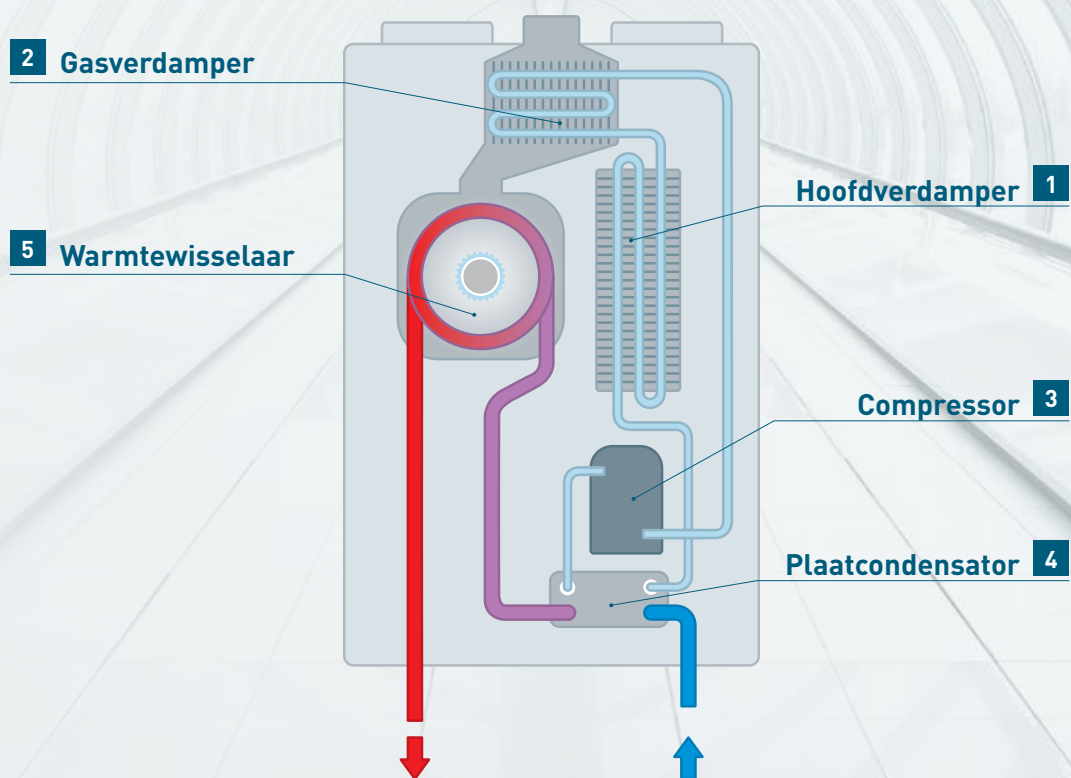 2 Gasverdamper
Hoofdverdamper 1
5 Warmtewisselaar
Compressor 3
Plaatcondensator 4